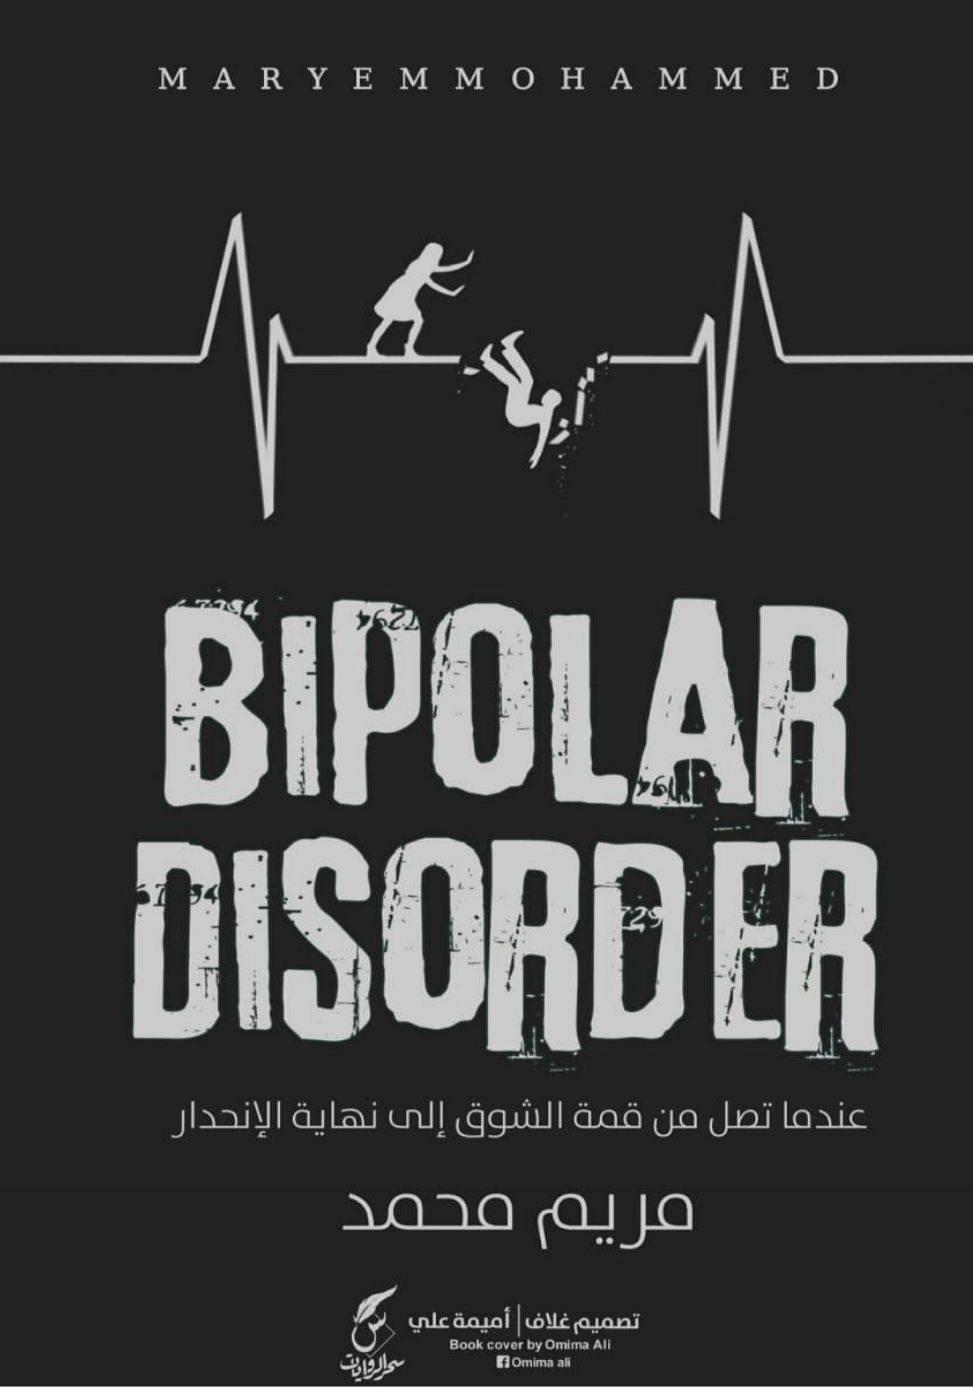 MARYEMMOHAMMED
BIPOLAR
DISORDER
عندما تصل من قمة الشوق إلى نهاية الإنحدار
مريم محمد
تصميم غلاف | أميمة علي
Book cover by Omima Ali
Omima ali
س
سحر الروايات